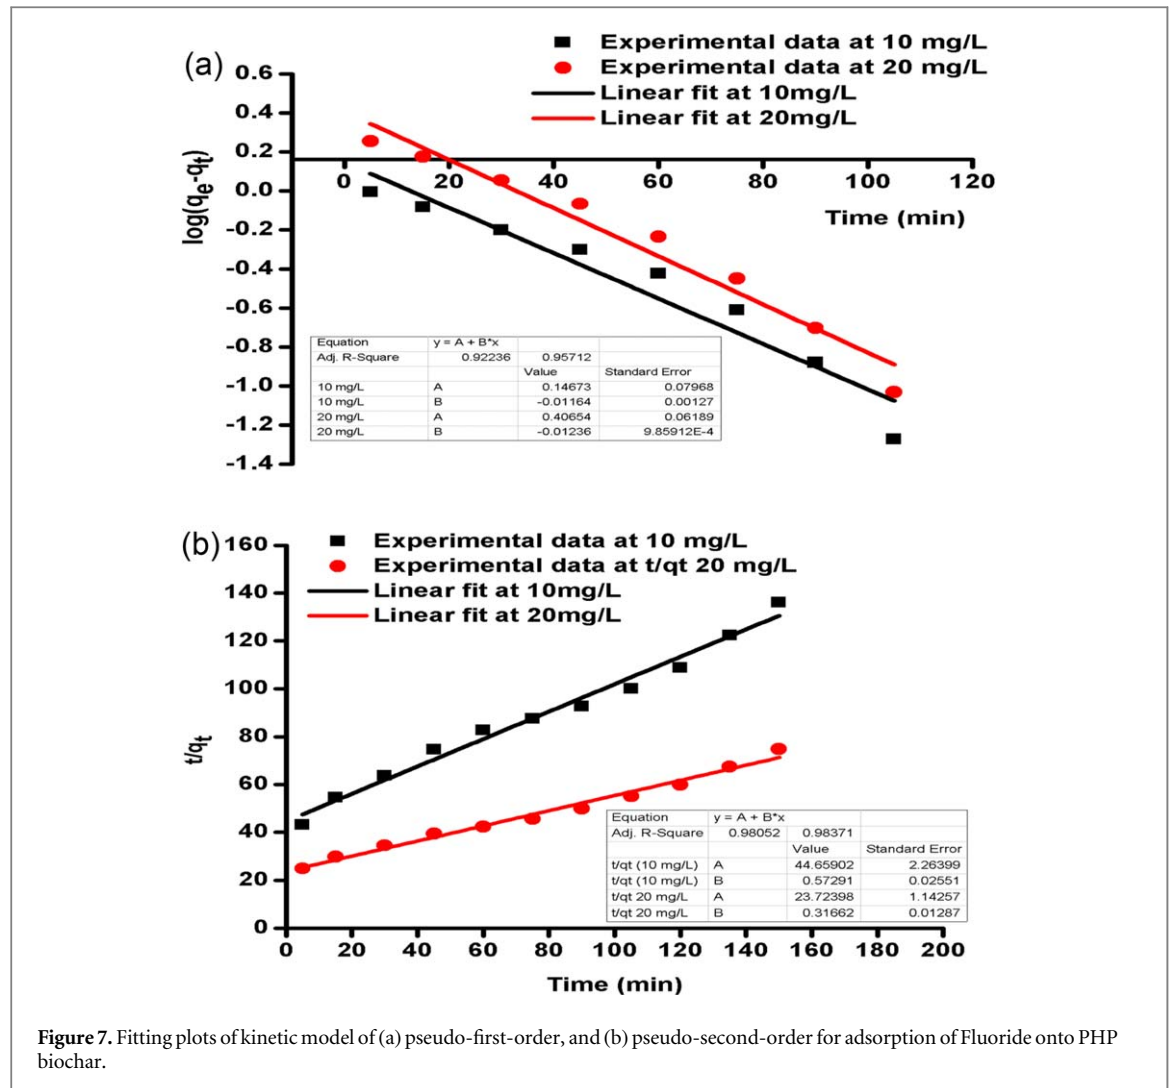 (a)
Experimental data at 10 mg/L
Experimental data at 20 mg/L
Linear fit at 10mg/L
Linear fit at 20mg/L
0.6
0.4
0.2
0.0
-0.2
-0.4
-0.6
-0.8
-1.0
-1.2
-1.4
log(qe-qt)
0 20 40 60 80 100 120
Time (min)
Equation y = A + B*x
Adj. R-Square 0.92236 0.95712
Value Standard Error
10 mg/L A 0.14673 0.07968
10 mg/L B -0.01164 0.00127
20 mg/L A 0.40654 0.06189
20 mg/L B -0.01236 9.85912E-4
(b)
Experimental data at 10 mg/L
Experimental data at t/qt 20 mg/L
Linear fit at 10mg/L
Linear fit at 20mg/L
160
140
120
100
80
60
40
20
0
t/qt
Equation y = A + B*x
Adj. R-Square 0.98052 0.98371
Value Standard Error
t/qt (10 mg/L) A 44.65902 2.26399
t/qt (10 mg/L) B 0.57291 0.02551
t/qt 20 mg/L A 23.72398 1.14257
t/qt 20 mg/L B 0.31662 0.01287
0 20 40 60 80 100 120 140 160 180 200
Time (min)
Figure 7. Fitting plots of kinetic model of (a) pseudo-first-order, and (b) pseudo-second-order for adsorption of Fluoride onto PHP
biochar.